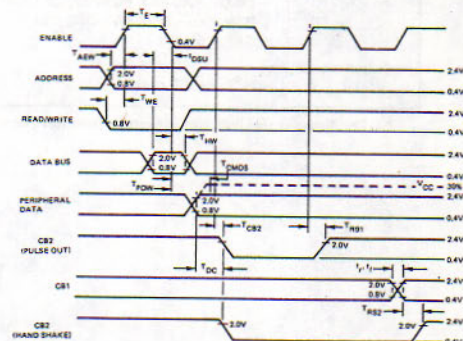 T_E
ENABLE
0.4V
T_AEW
t_DSU
ADDRESS
2.0V
0.8V
2.4V
0.4V
T_WE
READ/WRITE
0.8V
2.4V
0.4V
T_HW
DATA BUS
2.0V
0.8V
2.4V
0.4V
T_PDW
T_CMOS
V_CC
30%
PERIPHERAL
DATA
2.0V
0.8V
2.4V
0.4V
T_CB2
T_RS1
CB2
(PULSE OUT)
2.0V
2.4V
0.4V
T_DC
t_r, t_f
CB1
2.0V
0.8V
2.4V
0.4V
T_RS2
CB2
(HAND SHAKE)
2.0V
2.0V
2.4V
0.4V